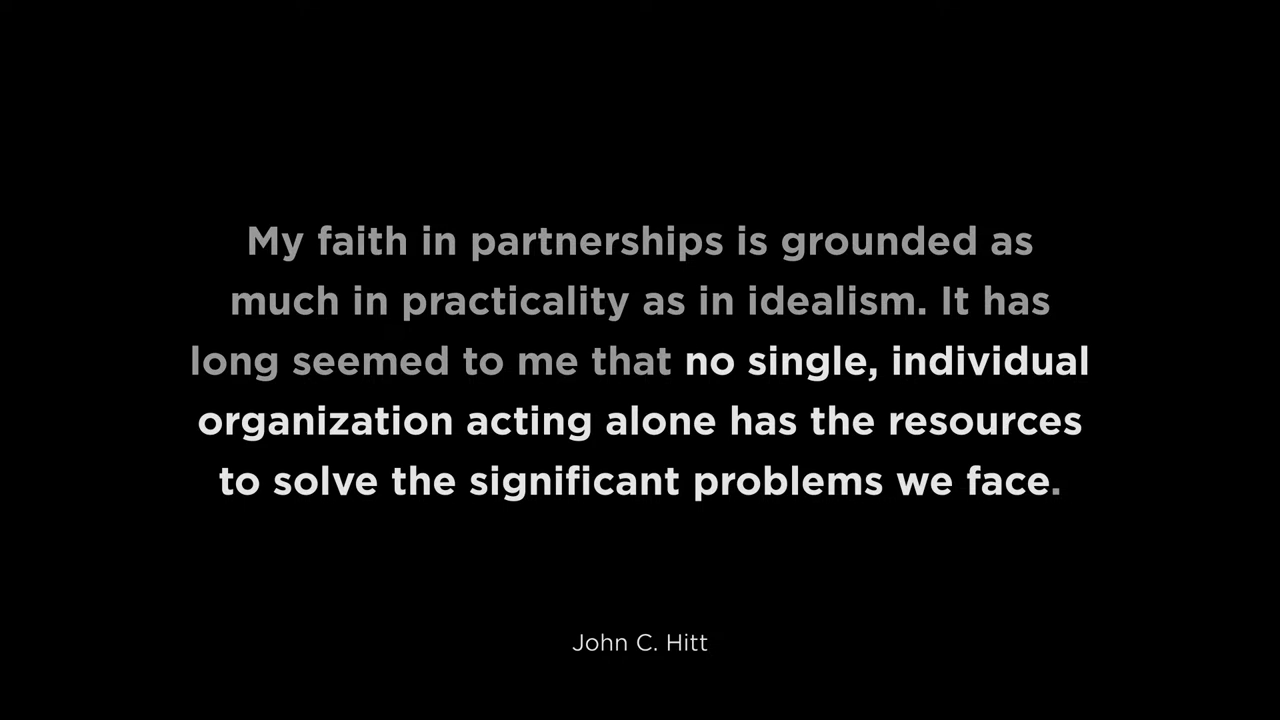 My faith in partnerships is grounded as
much in practicality as in idealism. It has
long seemed to me that no single, individual
organization acting alone has the resources
to solve the significant problems we face.
John C. Hitt